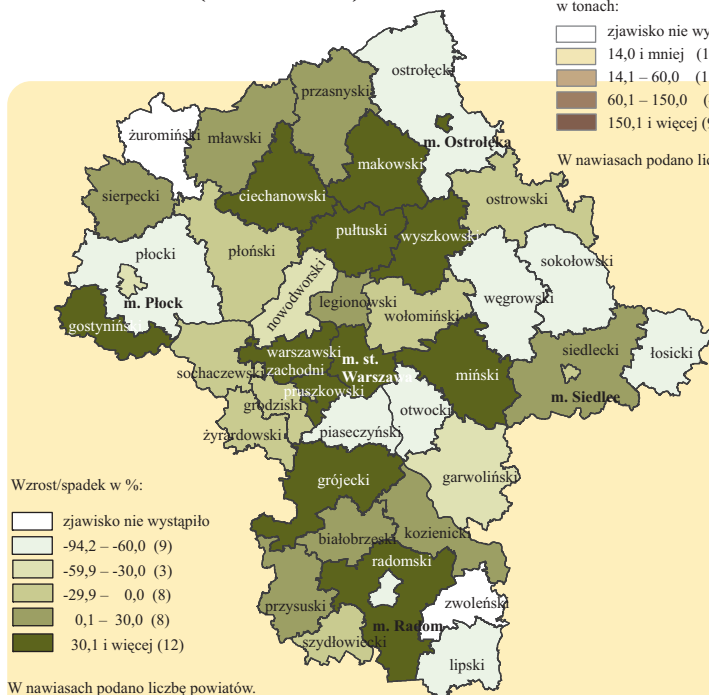 w tonach:
zjawisko nie wy
14,0 i mniej (1
14,1 – 60,0 (1
60,1 – 150,0 (
150,1 i więcej (9
W nawiasach podano lic
ostrołęcki
przasnyski
żuromiński
mławski
m. Ostrołęka
makowski
sierpecki
ciechanowski
ostrowski
płocki
płoński
pułtuski
wyszkowski
sokołowski
nowodworski
węgrowski
m. Płock
legionowski
wołomiński
gostyniński
siedlecki
łosicki
warszawski
zachodni
m. st.
Warszawa
sochaczewski
miński
pruszkowski
m. Siedlce
grodziski
otwocki
żyrardowski
piaseczyński
garwoliński
grójecki
Wzrost/spadek w %:
zjawisko nie wystąpiło
-94,2 – -60,0 (9)
-59,9 – -30,0 (3)
-29,9 – 0,0 (8)
0,1 – 30,0 (8)
30,1 i więcej (12)
białobrzeski
kozienicki
radomski
przysuski
zwoleński
m. Radom
szydłowiecki
lipski
W nawiasach podano liczbę powiatów.